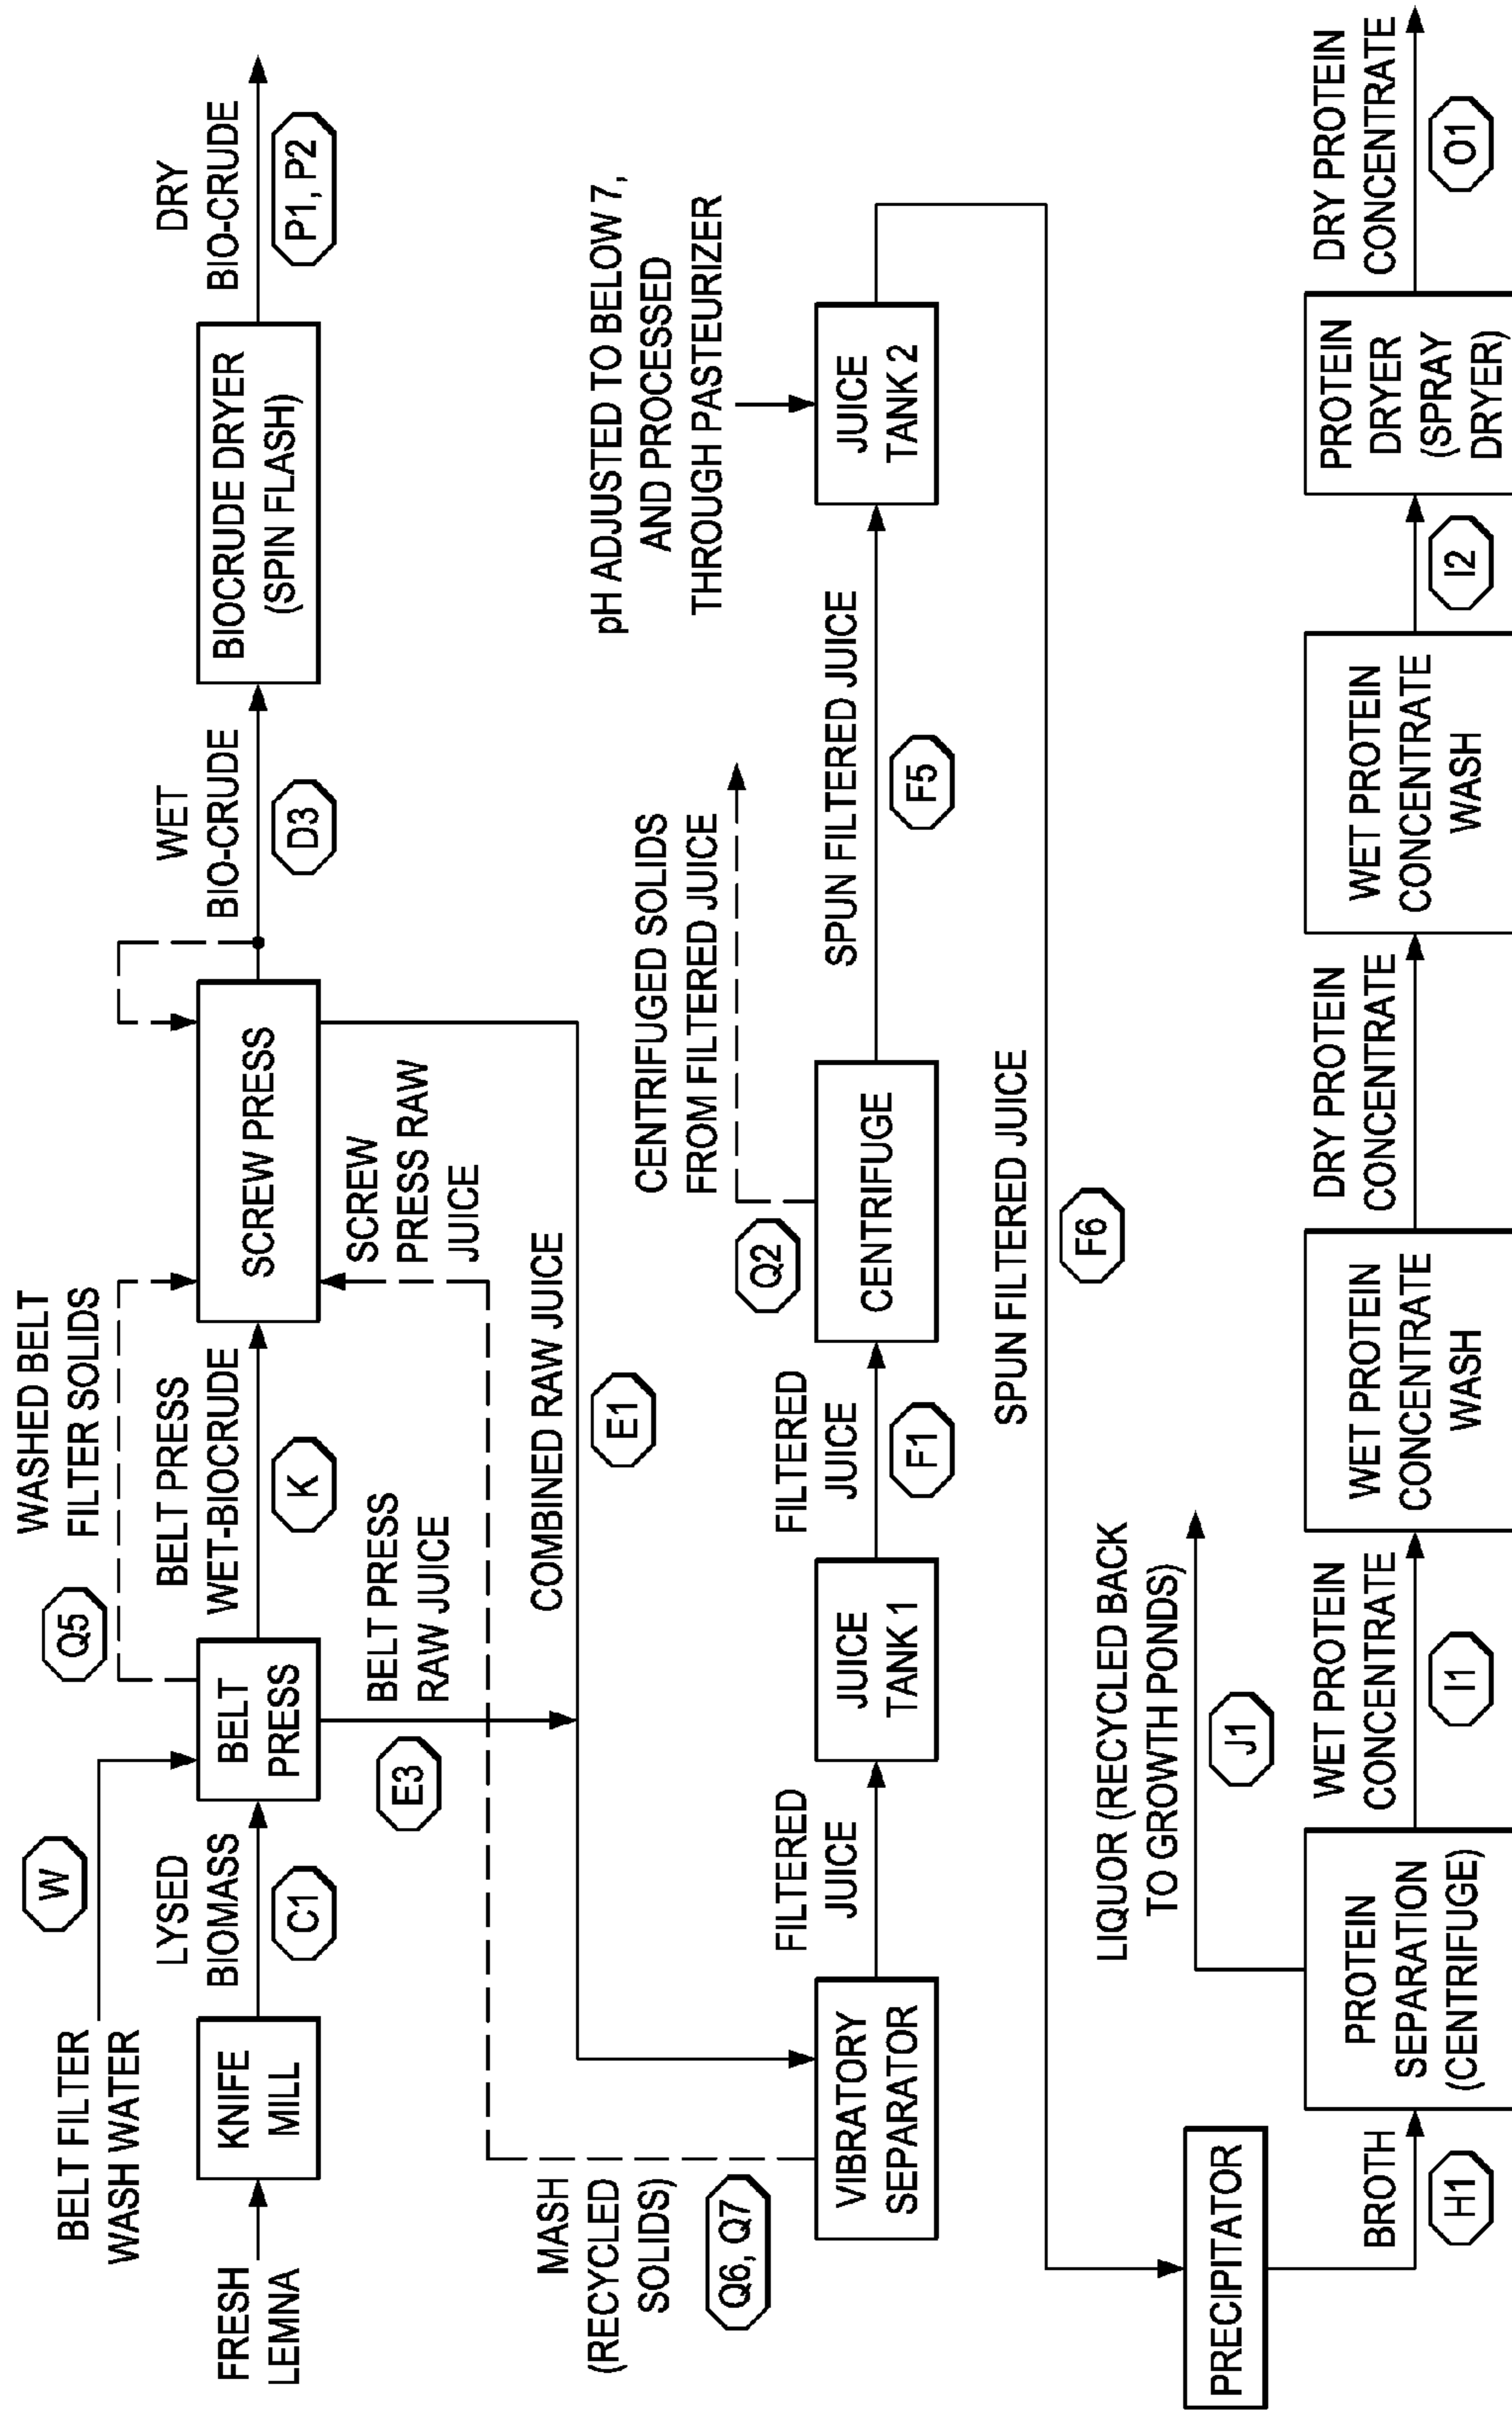 BELT FILTER
WASH WATER
W
FRESH
LEMNA
KNIFE
MILL
LYSED
BIOMASS
C1
BELT
PRESS
Q5
WASHED BELT
FILTER SOLIDS
BELT PRESS
WET-BIOCRUDE
K
SCREW PRESS
WET
BIO-CRUDE
D3
BIOCRUDE DRYER
(SPIN FLASH)
DRY
BIO-CRUDE
P1, P2
E3
BELT PRESS
RAW JUICE
SCREW
PRESS RAW
JUICE
COMBINED RAW JUICE
E1
MASH
(RECYCLED
SOLIDS)
Q6, Q7
VIBRATORY
SEPARATOR
FILTERED
JUICE
JUICE
TANK 1
FILTERED
JUICE
F1
CENTRIFUGE
Q2
CENTRIFUGED SOLIDS
FROM FILTERED JUICE
SPUN FILTERED JUICE
F5
pH ADJUSTED TO BELOW 7,
AND PROCESSED
THROUGH PASTEURIZER
JUICE
TANK 2
SPUN FILTERED JUICE
F6
PRECIPITATOR
BROTH
H1
PROTEIN
SEPARATION
(CENTRIFUGE)
LIQUOR (RECYCLED BACK
TO GROWTH PONDS)
J1
WET PROTEIN
CONCENTRATE
I1
WET PROTEIN
CONCENTRATE
WASH
DRY PROTEIN
CONCENTRATE
WET PROTEIN
CONCENTRATE
WASH
I2
PROTEIN
DRYER
(SPRAY
DRYER)
DRY PROTEIN
CONCENTRATE
O1